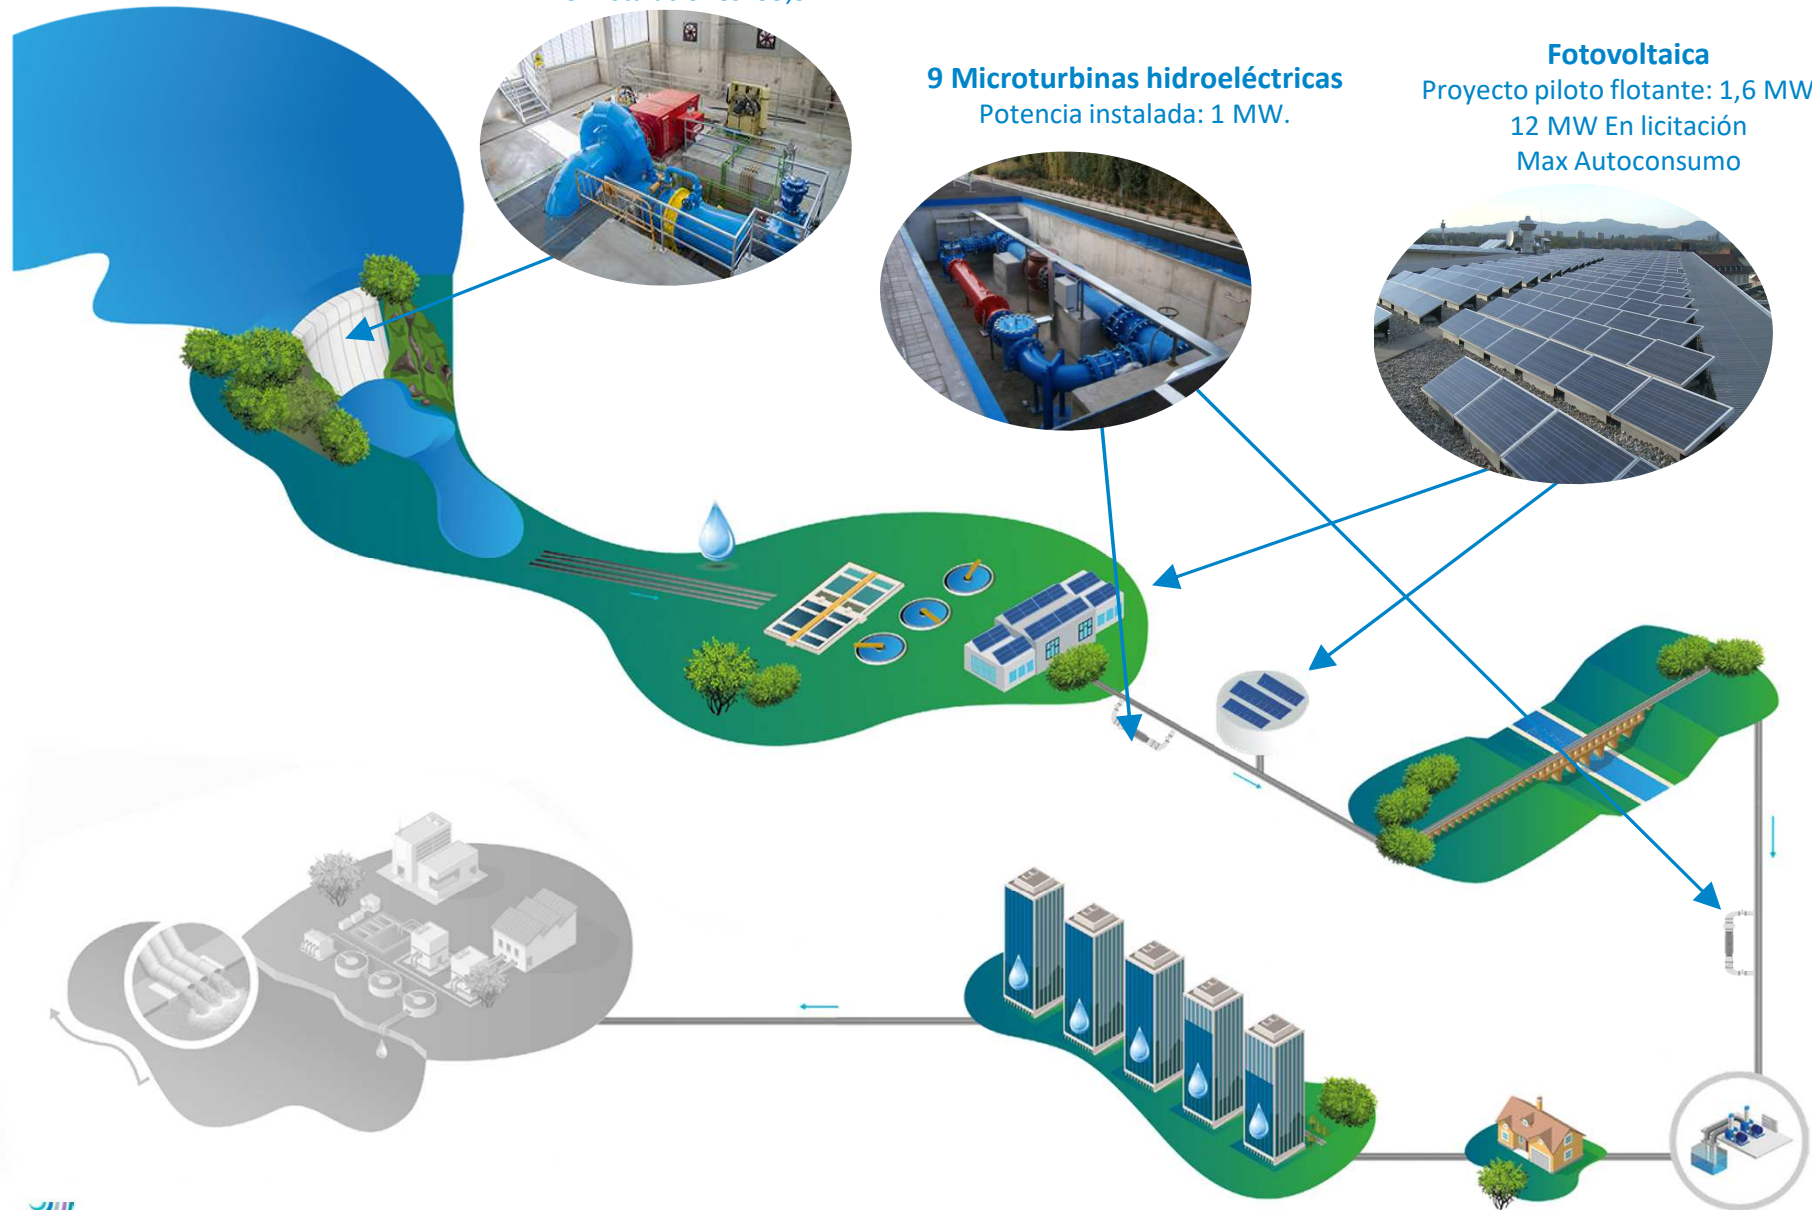 9 Microturbinas hidroeléctricas
Potencia instalada: 1 MW.
Fotovoltaica
Proyecto piloto flotante: 1,6 MW
12 MW En licitación
Max Autoconsumo